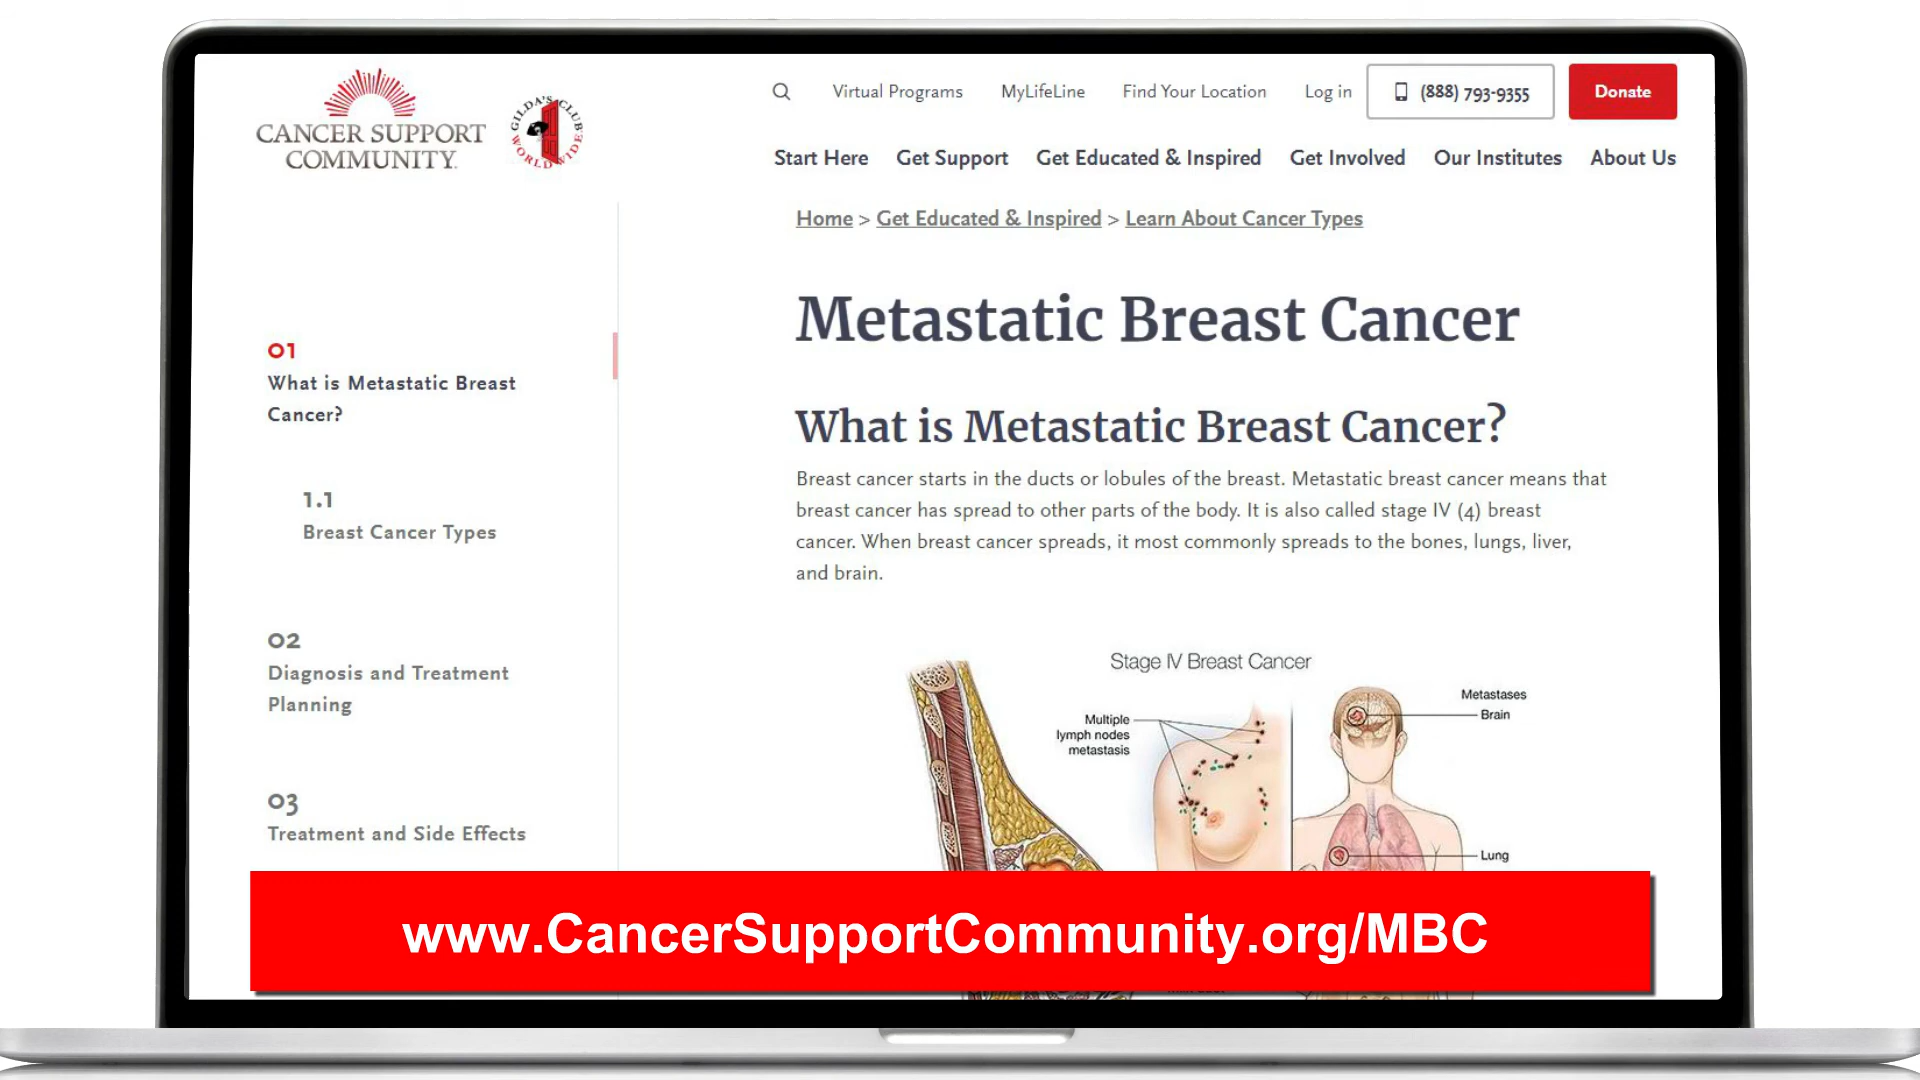 CANCER SUPPORT
COMMUNITY
GILDA'S CLUB
WORLDWIDE
Virtual Programs
MyLifeLine
Find Your Location
Log in
(888) 793-9355
Donate
Start Here
Get Support
Get Educated & Inspired
Get Involved
Our Institutes
About Us
Home > Get Educated & Inspired > Learn About Cancer Types
01
What is Metastatic Breast
Cancer?
1.1
Breast Cancer Types
02
Diagnosis and Treatment
Planning
03
Treatment and Side Effects
Metastatic Breast Cancer
What is Metastatic Breast Cancer?
Breast cancer starts in the ducts or lobules of the breast. Metastatic breast cancer means that
breast cancer has spread to other parts of the body. It is also called stage IV (4) breast
cancer. When breast cancer spreads, it most commonly spreads to the bones, lungs, liver,
and brain.
Stage IV Breast Cancer
Multiple
lymph nodes
metastasis
Metastases
Brain
Lung
www.CancerSupportCommunity.org/MBC